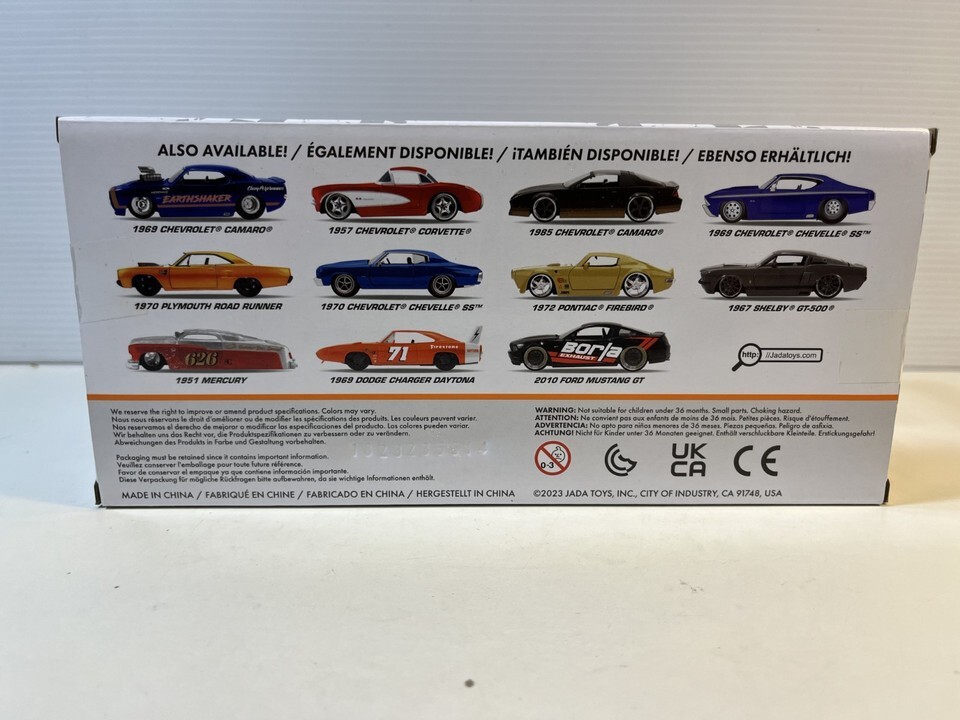 ALSO AVAILABLE! / ÉGALEMENT DISPONIBLE! / ¡TAMBIÉN DISPONIBLE! / EBENSO ERHÄLTLICH!
EARTHSHAKER
1969 CHEVROLET® CAMARO®
1957 CHEVROLET® CORVETTE®
1985 CHEVROLET® CAMARO®
1969 CHEVROLET® CHEVELLE® SS™
1970 PLYMOUTH ROAD RUNNER
1970 CHEVROLET® CHEVELLE® SS™
1972 PONTIAC® FIREBIRD®
1967 SHELBY® GT-500®
626
1951 MERCURY
71 Firestone
1969 DODGE CHARGER DAYTONA
Borla
EXHAUST
2010 FORD MUSTANG GT
http: //Jadatoys.com
We reserve the right to improve or amend product specifications. Colors may vary.
Nous nous réservons le droit d'améliorer ou de modifier les spécifications des produits. Les couleurs peuvent varier.
Nos reservamos el derecho de mejorar o modificar las especificaciones del producto. Los colores pueden variar.
Wir behalten uns das Recht vor, die Produktspezifikationen zu verbessern oder zu verändern.
Abweichungen des Produkts in Farbe und Gestaltung vorbehalten.
Packaging must be retained since it contains important information.
Veuillez conserver l'emballage pour toute future référence.
Favor de conservar el empaque ya que contiene información importante.
Diese Verpackung für mögliche Rückfragen bitte aufbewahren, da sie wichtige Informationen enthält.
MADE IN CHINA / FABRIQUÉ EN CHINE / FABRICADO EN CHINA / HERGESTELLT IN CHINA
WARNING: Not suitable for children under 36 months. Small parts. Choking hazard.
ATTENTION: Ne convient pas aux enfants de moins de 36 mois. Petites pièces. Risque d'étouffement.
ADVERTENCIA: No apto para niños menores de 36 meses. Piezas pequeñas. Peligro de asfixia.
ACHTUNG! Nicht für Kinder unter 36 Monaten geeignet. Enthält verschluckbare Kleinteile. Erstickungsgefahr!
0-3
UK
CA
CE
©2023 JADA TOYS, INC., CITY OF INDUSTRY, CA 91748, USA